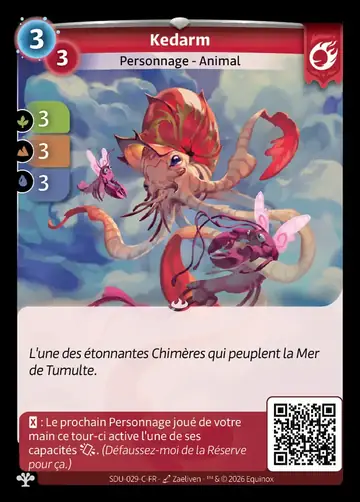 3
Kedarm
3
Personnage - Animal
3
3
3
L'une des étonnantes Chimères qui peuplent la Mer
de Tumulte.
X : Le prochain Personnage joué de votre
main ce tour-ci active l'une de ses
capacités . (Défaussez-moi de la Réserve
pour ça.)
SDU-029-C-FR - Zaeliven - ™ & © 2026 Equinox